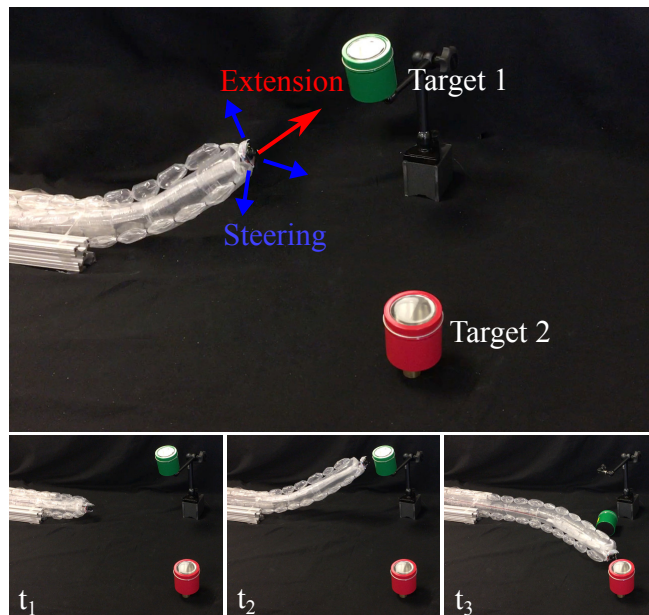 Extension
Target 1
Steering
Target 2
t1
t2
t3